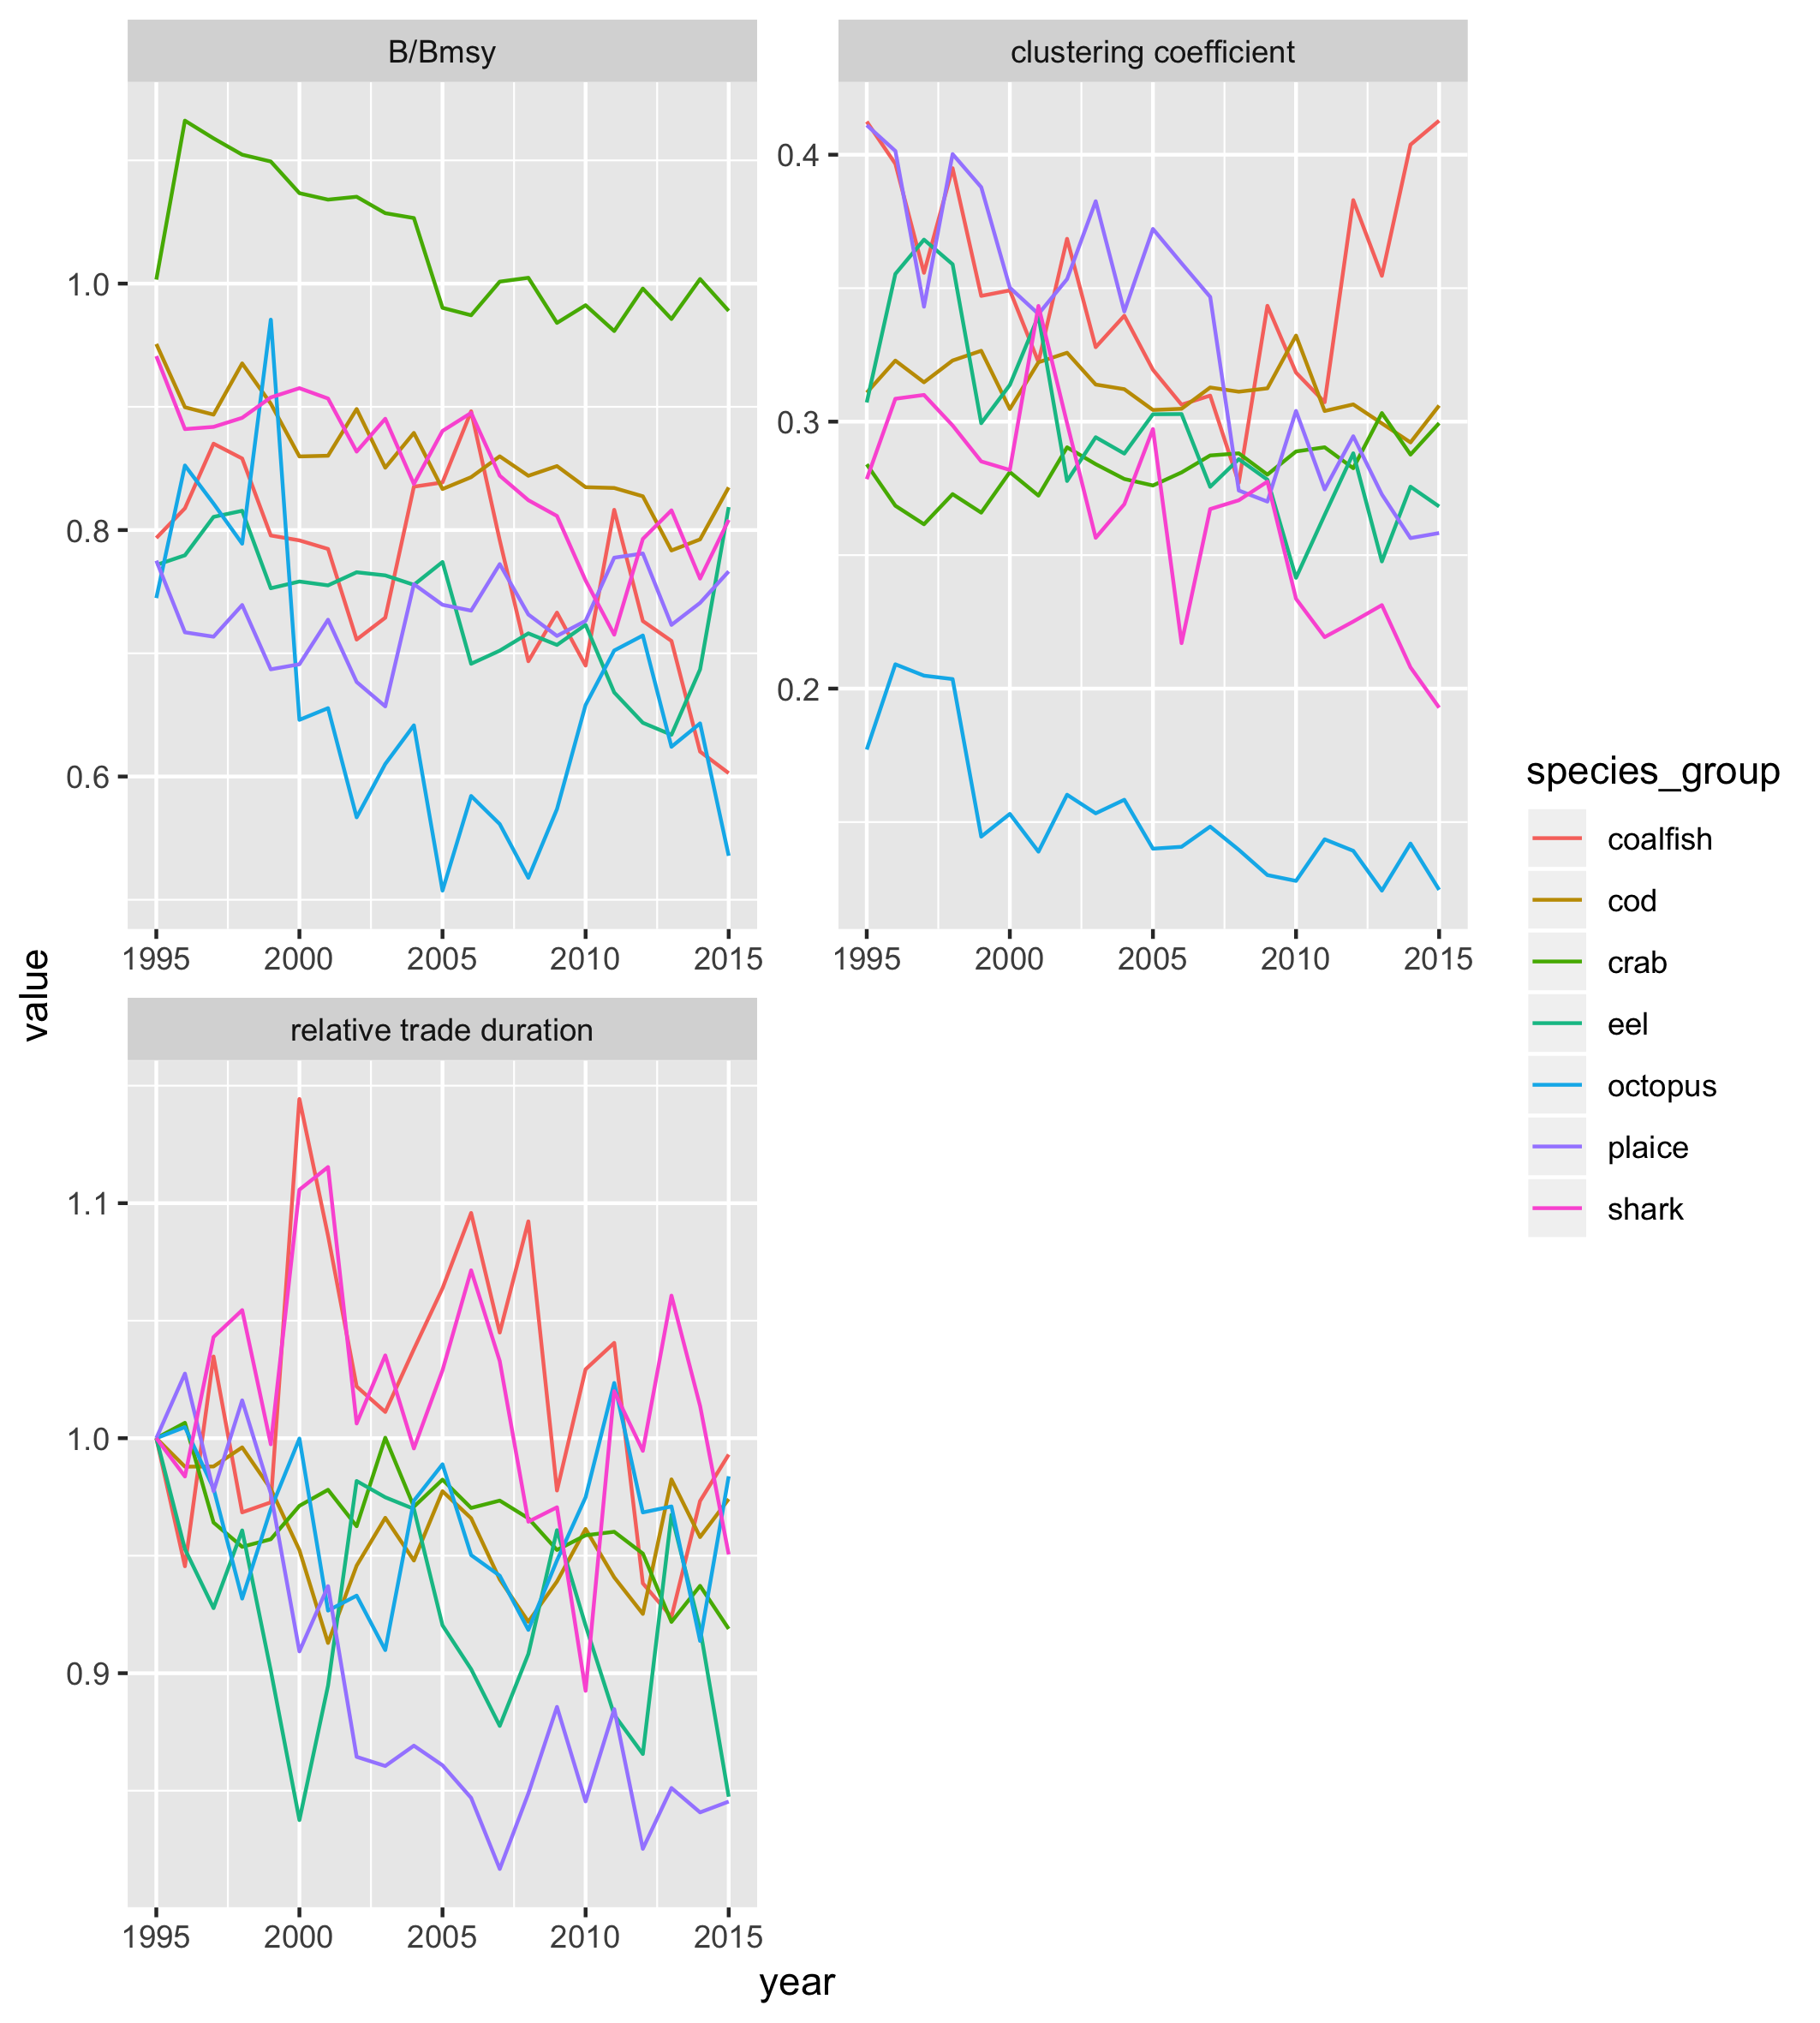 B/Bmsy
clustering coefficient
1.0
0.8
0.6
0.4
0.3
0.2
1995 2000 2005 2010 2015
1995 2000 2005 2010 2015
value
relative trade duration
1.1
1.0
0.9
1995 2000 2005 2010 2015
year
species_group
coalfish
cod
crab
eel
octopus
plaice
shark